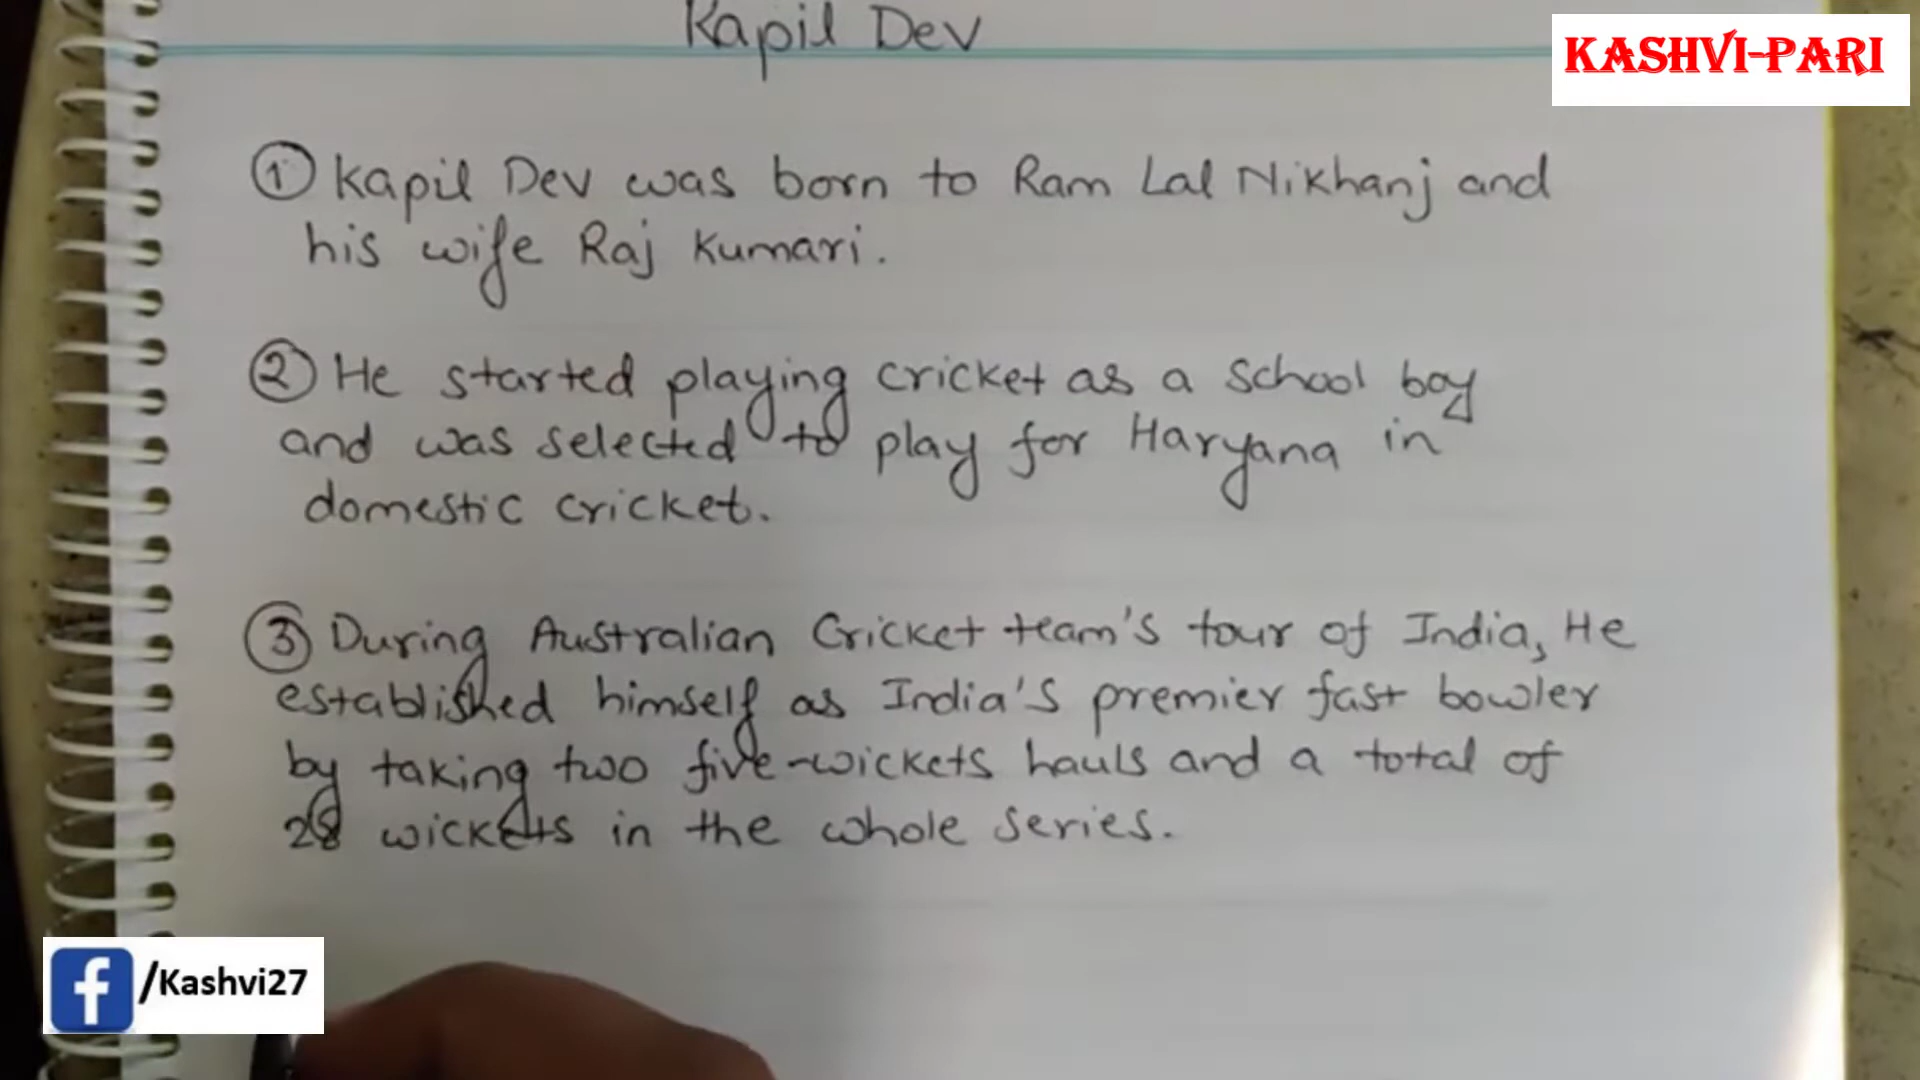 Kapil Dev
KASHVI-PARI
① Kapil Dev was born to Ram Lal Nikhanj and
his wife Raj Kumari.
② He started playing cricket as a school boy
and was selected to play for Haryana in
domestic cricket.
③ During Australian Cricket team's tour of India, He
established himself as India's premier fast bowler
by taking two five-wickets hauls and a total of
28 wickets in the whole series.
/Kashvi27